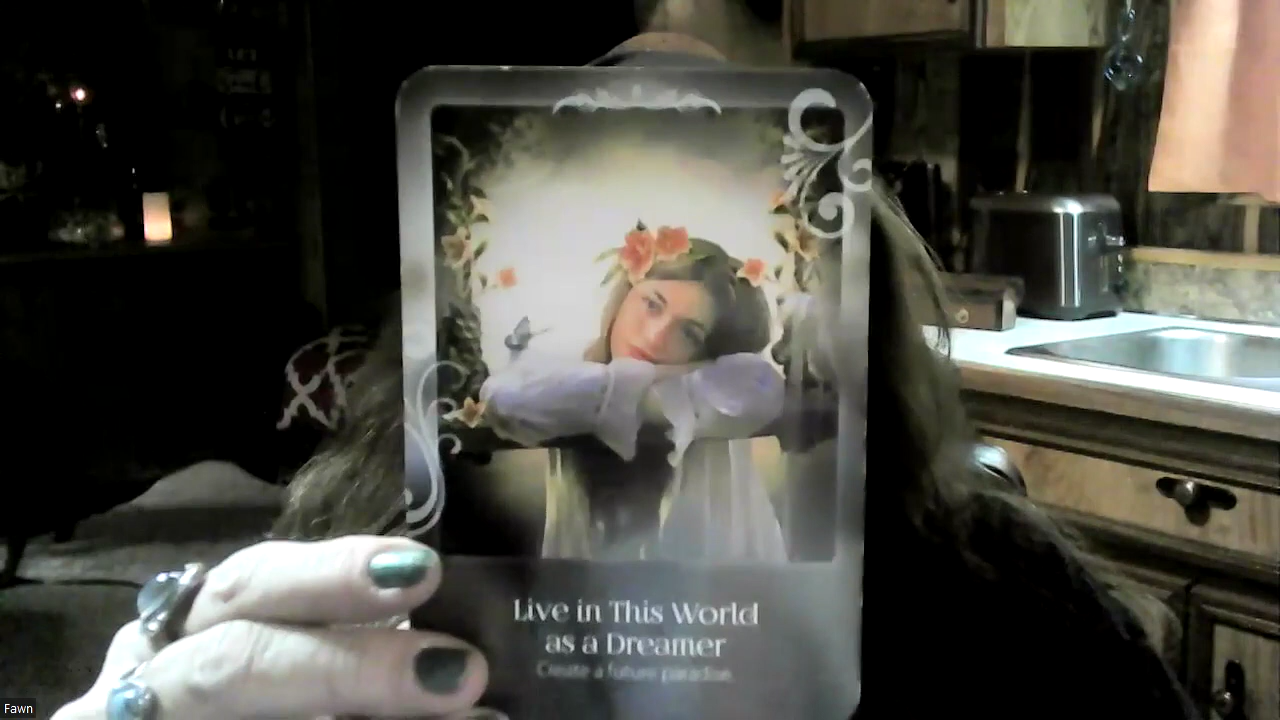 Live in This World
as a Dreamer
Create a future paradise.
Fawn